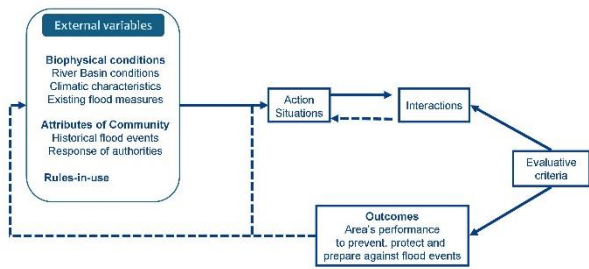 External variables
Biophysical conditions
River Basin conditions
Climatic characteristics
Existing flood measures
Attributes of Community
Historical flood events
Response of authorities
Rules-in-use
Action
Situations
Interactions
Evaluative
criteria
Outcomes
Area's performance
to prevent, protect and
prepare against flood events